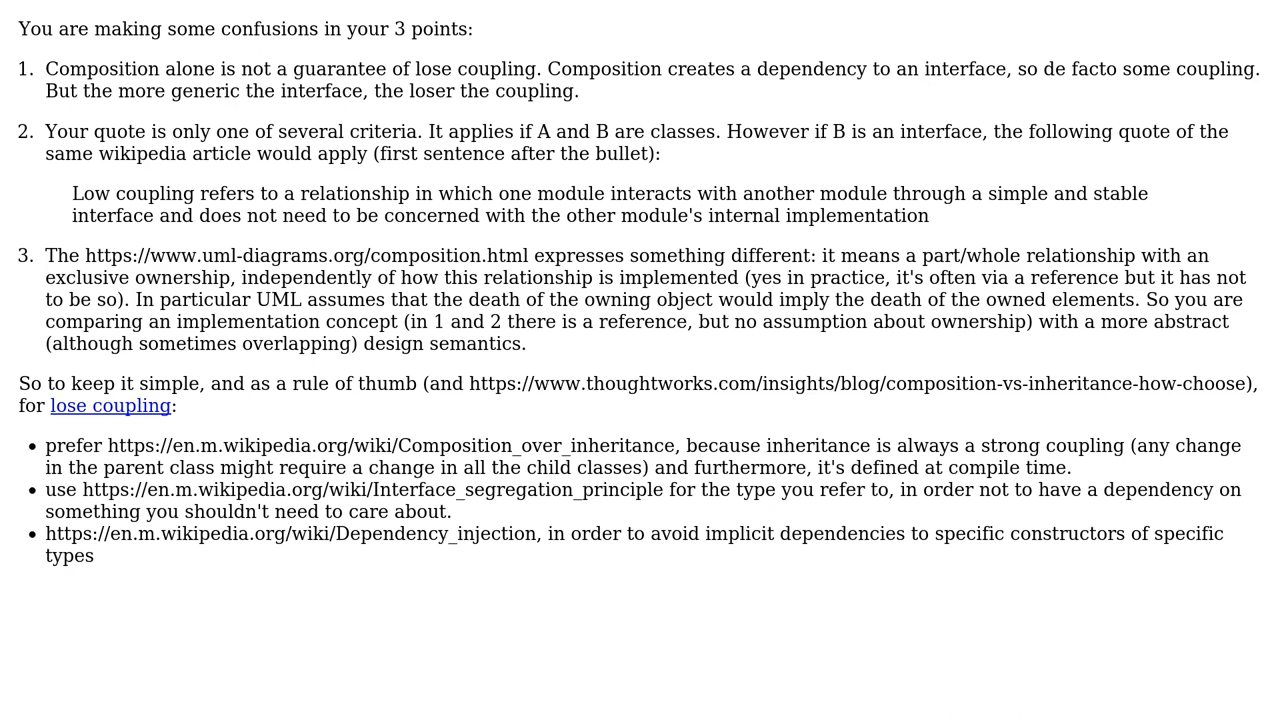 You are making some confusions in your 3 points:
1. Composition alone is not a guarantee of lose coupling. Composition creates a dependency to an interface, so de facto some coupling.
But the more generic the interface, the loser the coupling.
2. Your quote is only one of several criteria. It applies if A and B are classes. However if B is an interface, the following quote of the
same wikipedia article would apply (first sentence after the bullet):
Low coupling refers to a relationship in which one module interacts with another module through a simple and stable
interface and does not need to be concerned with the other module's internal implementation
3. The https://www.uml-diagrams.org/composition.html expresses something different: it means a part/whole relationship with an
exclusive ownership, independently of how this relationship is implemented (yes in practice, it's often via a reference but it has not
to be so). In particular UML assumes that the death of the owning object would imply the death of the owned elements. So you are
comparing an implementation concept (in 1 and 2 there is a reference, but no assumption about ownership) with a more abstract
(although sometimes overlapping) design semantics.
So to keep it simple, and as a rule of thumb (and https://www.thoughtworks.com/insights/blog/composition-vs-inheritance-how-choose),
for lose coupling:
• prefer https://en.m.wikipedia.org/wiki/Composition_over_inheritance, because inheritance is always a strong coupling (any change
in the parent class might require a change in all the child classes) and furthermore, it's defined at compile time.
• use https://en.m.wikipedia.org/wiki/Interface_segregation_principle for the type you refer to, in order not to have a dependency on
something you shouldn't need to care about.
• https://en.m.wikipedia.org/wiki/Dependency_injection, in order to avoid implicit dependencies to specific constructors of specific
types